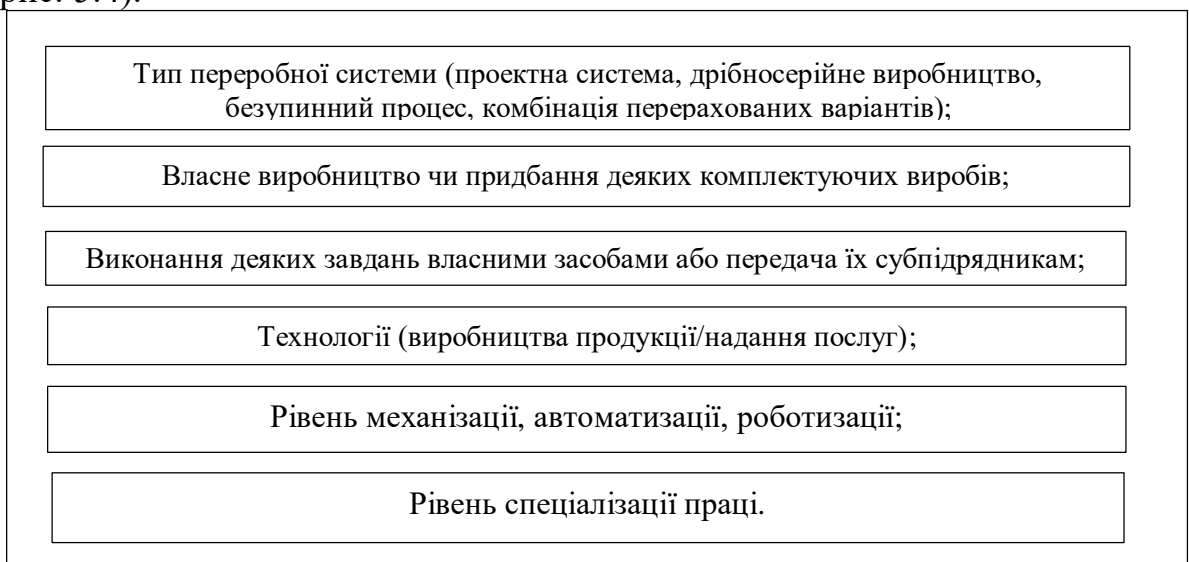 рис. 3.4).
Тип переробної системи (проектна система, дрібносерійне виробництво,
безупинний процес, комбінація перерахованих варіантів);
Власне виробництво чи придбання деяких комплектуючих виробів;
Виконання деяких завдань власними засобами або передача їх субпідрядникам;
Технології (виробництва продукції/надання послуг);
Рівень механізації, автоматизації, роботизації;
Рівень спеціалізації праці.